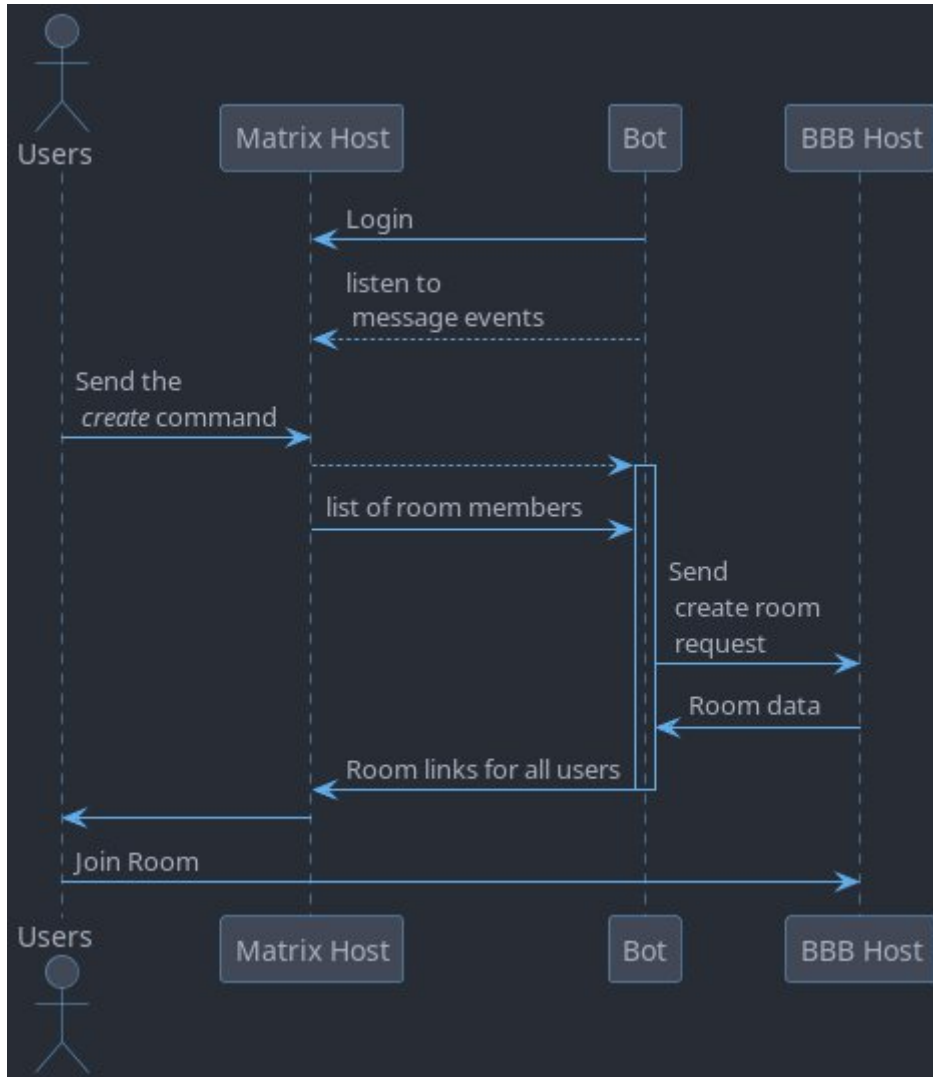 Users
Matrix Host
Bot
BBB Host
Login
listen to
message events
Send the
create command
list of room members
Send
create room
request
Room data
Room links for all users
Join Room
Users
Matrix Host
Bot
BBB Host